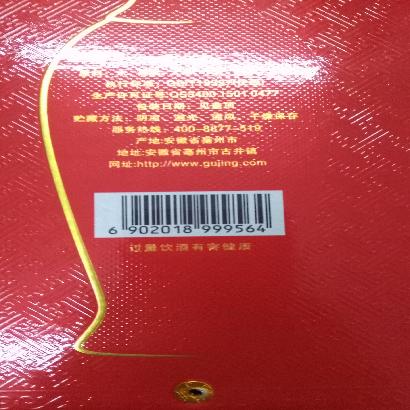 生产许可证号:QS3400 1501 0477
包装日期：见盒顶
贮藏方法：阴凉、避光、通风、干燥保存
服务热线：400-8877-519
产地:安徽省亳州市
地址:安徽省亳州市古井镇
网址:http://www.gujing.com
6 902018 999564
过量饮酒有害健康